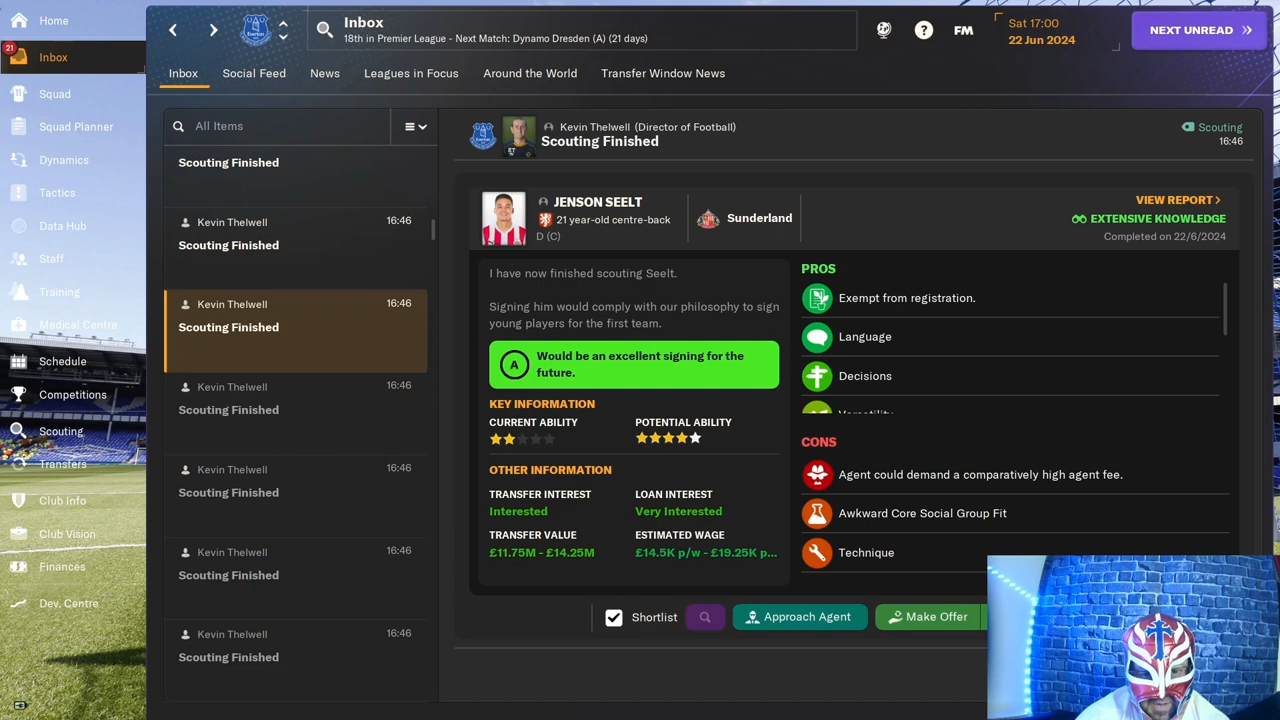 Home
21
Inbox
Squad
Squad Planner
Dynamics
Tactics
Data Hub
Staff
Training
Medical Centre
Schedule
Competitions
Scouting
Transfers
Club Info
Club Vision
Finances
Dev. Centre
Everton
Inbox
18th in Premier League - Next Match: Dynamo Dresden (A) (21 days)
?
FM
Sat 17:00
22 Jun 2024
NEXT UNREAD
Inbox
Social Feed
News
Leagues in Focus
Around the World
Transfer Window News
All Items
Scouting Finished
Kevin Thelwell 16:46
Scouting Finished
Kevin Thelwell 16:46
Scouting Finished
Kevin Thelwell 16:46
Scouting Finished
Kevin Thelwell 16:46
Scouting Finished
Kevin Thelwell 16:46
Scouting Finished
Kevin Thelwell 16:46
Scouting Finished
Kevin Thelwell (Director of Football)
Scouting Finished
Scouting
16:46
JENSON SEELT
21 year-old centre-back
D (C)
Sunderland
VIEW REPORT >
EXTENSIVE KNOWLEDGE
Completed on 22/6/2024
I have now finished scouting Seelt.
Signing him would comply with our philosophy to sign
young players for the first team.
A
Would be an excellent signing for the
future.
KEY INFORMATION
CURRENT ABILITY POTENTIAL ABILITY
OTHER INFORMATION
TRANSFER INTEREST LOAN INTEREST
Interested Very Interested
TRANSFER VALUE ESTIMATED WAGE
£11.75M - £14.25M £14.5K p/w - £19.25K p...
PROS
Exempt from registration.
Language
Decisions
Versatility
CONS
Agent could demand a comparatively high agent fee.
Awkward Core Social Group Fit
Technique
Shortlist
Approach Agent
Make Offer